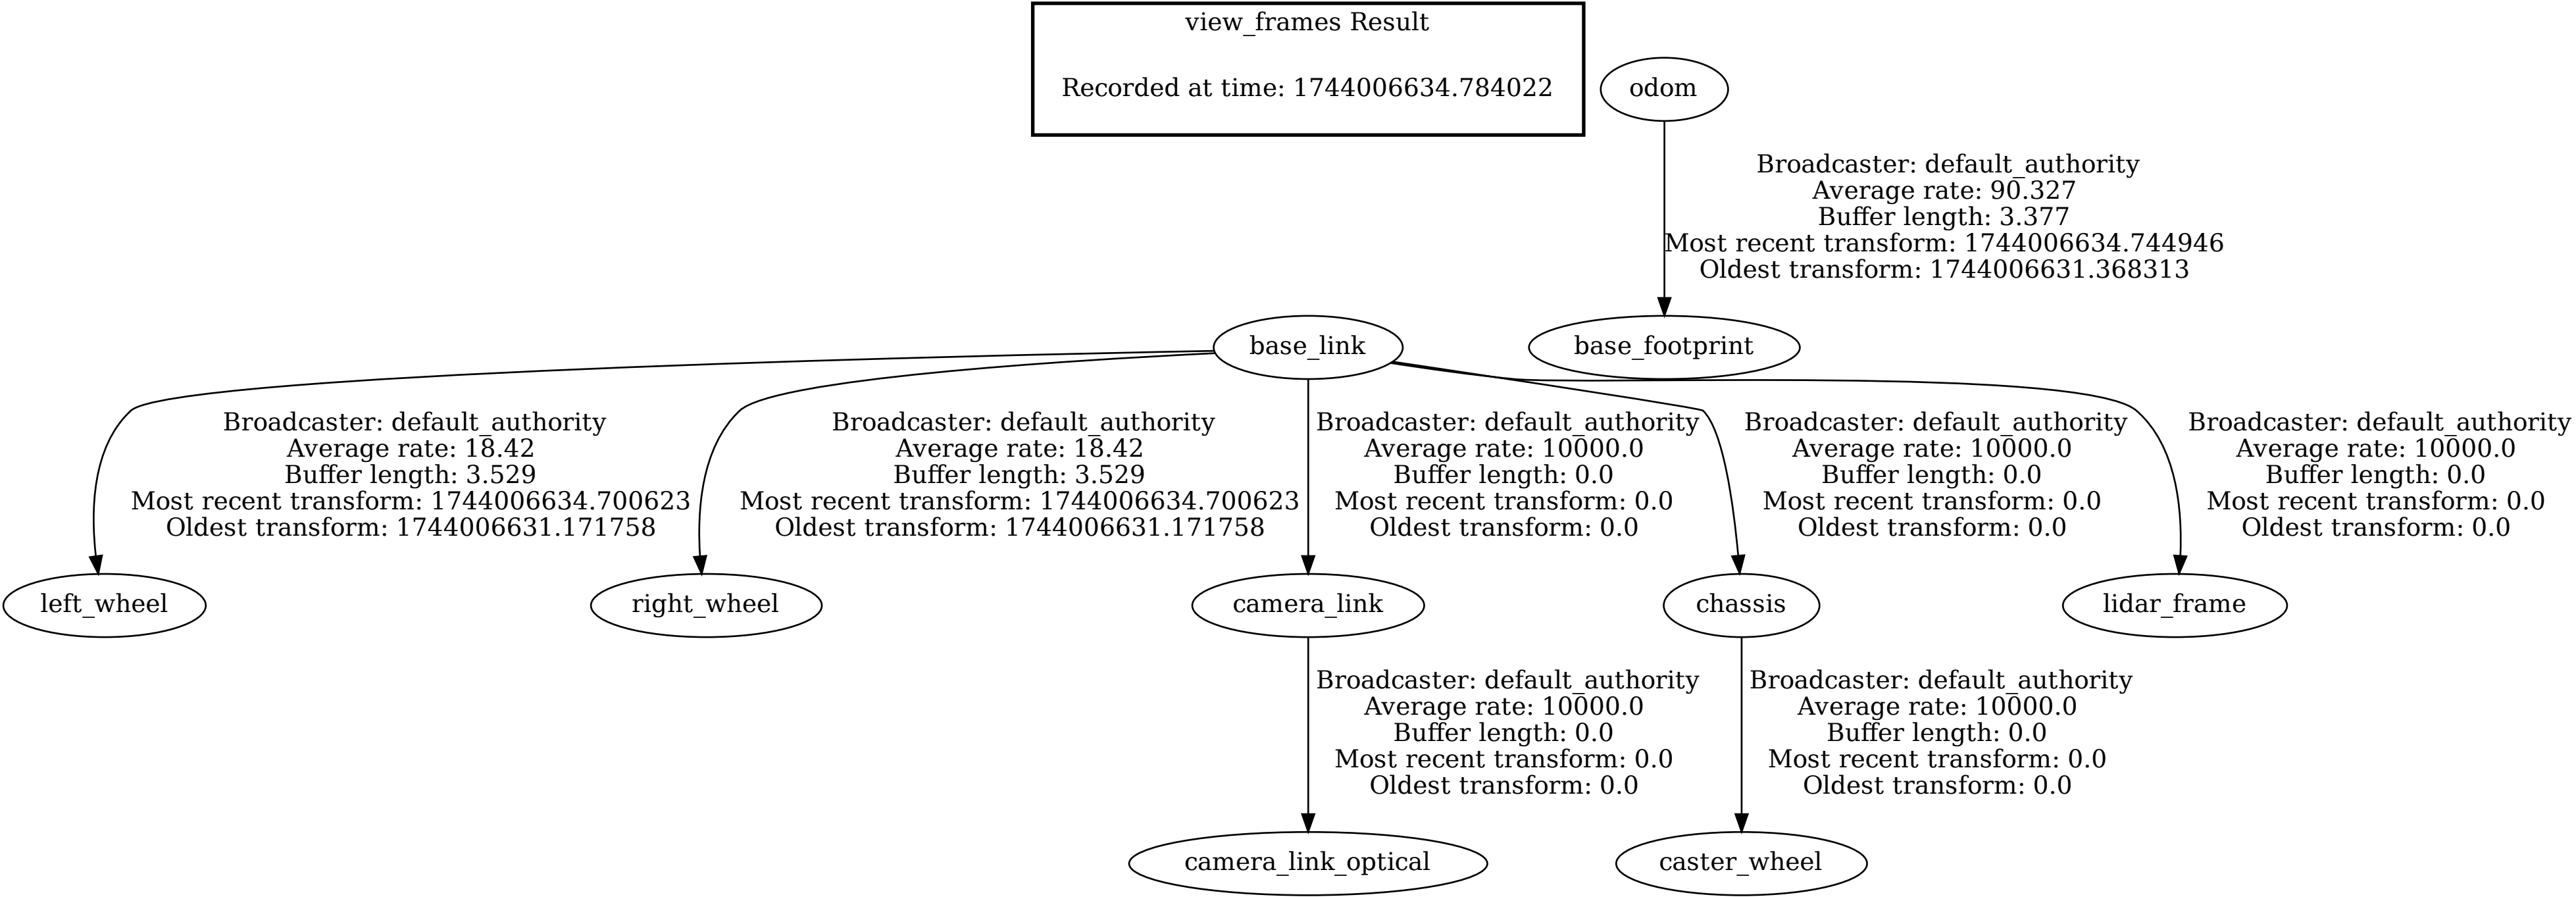 view_frames Result
Recorded at time: 1744006634.784022
odom
Broadcaster: default_authority
Average rate: 90.327
Buffer length: 3.377
Most recent transform: 1744006634.744946
Oldest transform: 1744006631.368313
base_link
base_footprint
Broadcaster: default_authority
Average rate: 18.42
Buffer length: 3.529
Most recent transform: 1744006634.700623
Oldest transform: 1744006631.171758
Broadcaster: default_authority
Average rate: 18.42
Buffer length: 3.529
Most recent transform: 1744006634.700623
Oldest transform: 1744006631.171758
Broadcaster: default_authority
Average rate: 10000.0
Buffer length: 0.0
Most recent transform: 0.0
Oldest transform: 0.0
Broadcaster: default_authority
Average rate: 10000.0
Buffer length: 0.0
Most recent transform: 0.0
Oldest transform: 0.0
Broadcaster: default_authority
Average rate: 10000.0
Buffer length: 0.0
Most recent transform: 0.0
Oldest transform: 0.0
left_wheel
right_wheel
camera_link
chassis
lidar_frame
Broadcaster: default_authority
Average rate: 10000.0
Buffer length: 0.0
Most recent transform: 0.0
Oldest transform: 0.0
Broadcaster: default_authority
Average rate: 10000.0
Buffer length: 0.0
Most recent transform: 0.0
Oldest transform: 0.0
camera_link_optical
caster_wheel